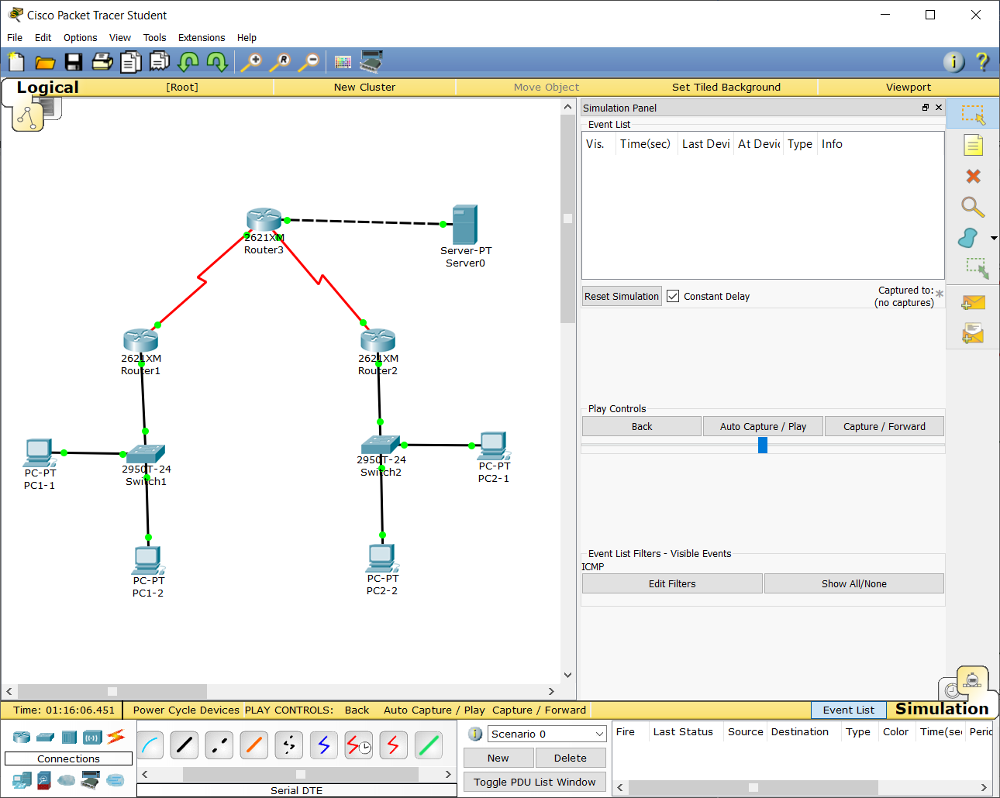 Cisco Packet Tracer Student
File Edit Options View Tools Extensions Help
Logical [Root] New Cluster Move Object Set Tiled Background Viewport
Simulation Panel
Event List
Vis. Time(sec) Last Devi At Devic Type Info
2621XM
Router3
Server-PT
Server0
Reset Simulation Constant Delay Captured to:
(no captures)
2621XM
Router1
2621XM
Router2
Play Controls
Back Auto Capture / Play Capture / Forward
PC-PT
PC1-1
2950T-24
Switch1
2950T-24
Switch2
PC-PT
PC2-1
PC-PT
PC1-2
PC-PT
PC2-2
Event List Filters - Visible Events
ICMP
Edit Filters Show All/None
Time: 01:16:06.451 Power Cycle Devices PLAY CONTROLS: Back Auto Capture / Play Capture / Forward Event List Simulation
Connections
Serial DTE
Scenario 0
New Delete
Toggle PDU List Window
Fire Last Status Source Destination Type Color Time(sec Perio